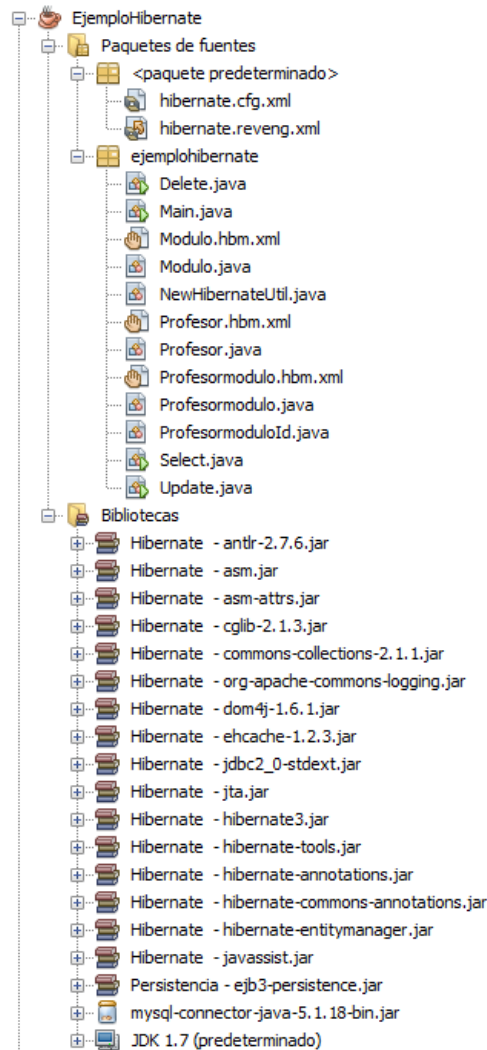 EjemploHibernate
Paquetes de fuentes
<paquete predeterminado>
hibernate.cfg.xml
hibernate.reveng.xml
ejemplohibernate
Delete.java
Main.java
Modulo.hbm.xml
Modulo.java
NewHibernateUtil.java
Profesor.hbm.xml
Profesor.java
Profesormodulo.hbm.xml
Profesormodulo.java
ProfesormoduloId.java
Select.java
Update.java
Bibliotecas
Hibernate - antlr-2.7.6.jar
Hibernate - asm.jar
Hibernate - asm-attrs.jar
Hibernate - cglib-2.1.3.jar
Hibernate - commons-collections-2.1.1.jar
Hibernate - org-apache-commons-logging.jar
Hibernate - dom4j-1.6.1.jar
Hibernate - ehcache-1.2.3.jar
Hibernate - jdbc2_0-stdext.jar
Hibernate - jta.jar
Hibernate - hibernate3.jar
Hibernate - hibernate-tools.jar
Hibernate - hibernate-annotations.jar
Hibernate - hibernate-commons-annotations.jar
Hibernate - hibernate-entitymanager.jar
Hibernate - javassist.jar
Persistencia - ejb3-persistence.jar
mysql-connector-java-5.1.18-bin.jar
JDK 1.7 (predeterminado)